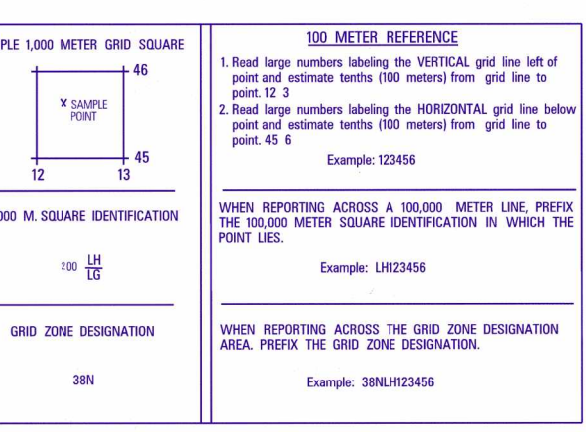 PLE 1,000 METER GRID SQUARE
46
X SAMPLE
POINT
45
12 13
000 M. SQUARE IDENTIFICATION
200 LH
LG
GRID ZONE DESIGNATION
38N
100 METER REFERENCE
1. Read large numbers labeling the VERTICAL grid line left of
point and estimate tenths (100 meters) from grid line to
point. 12 3
2. Read large numbers labeling the HORIZONTAL grid line below
point and estimate tenths (100 meters) from grid line to
point. 45 6
Example: 123456
WHEN REPORTING ACROSS A 100,000 METER LINE, PREFIX
THE 100,000 METER SQUARE IDENTIFICATION IN WHICH THE
POINT LIES.
Example: LH123456
WHEN REPORTING ACROSS THE GRID ZONE DESIGNATION
AREA. PREFIX THE GRID ZONE DESIGNATION.
Example: 38NLH123456